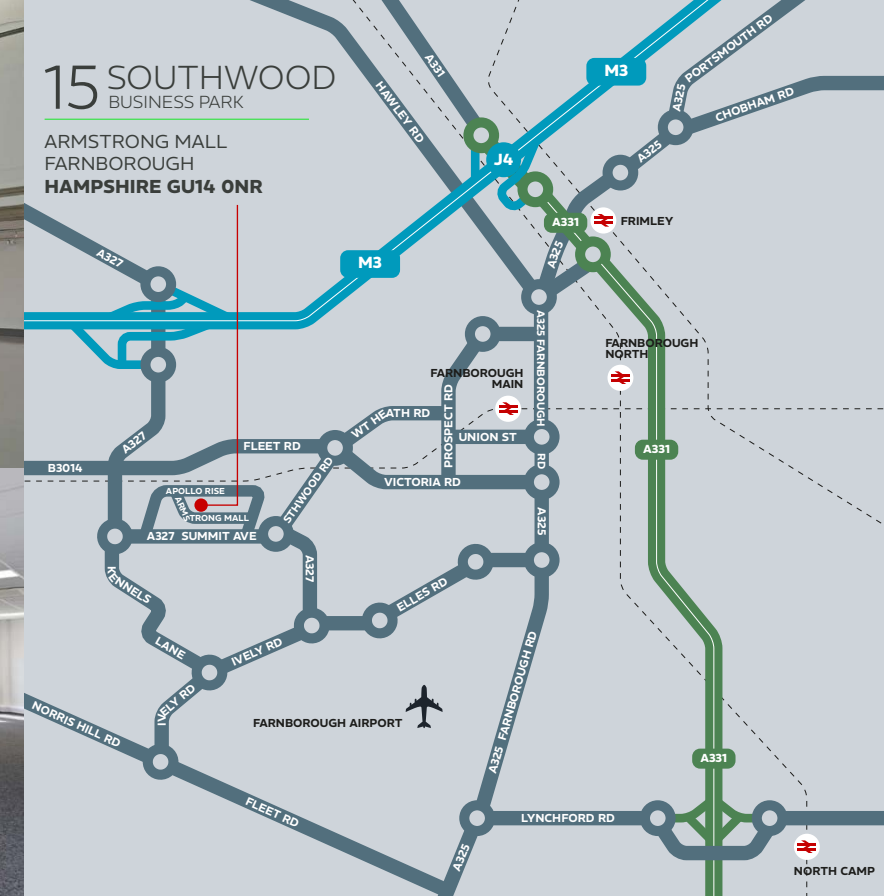 15 SOUTHWOOD
BUSINESS PARK
ARMSTRONG MALL
FARNBOROUGH
HAMPSHIRE GU14 0NR
A331
HAWLEY RD
M3
PORTSMOUTH RD
A325
CHOBHAM RD
A325
J4
A331
FRIMLEY
A325
A327
M3
A325 FARNBOROUGH RD
FARNBOROUGH
NORTH
FARNBOROUGH
MAIN
PROSPECT RD
WT HEATH RD
UNION ST
FLEET RD
A327
A331
B3014
VICTORIA RD
STHWOOD RD
APOLLO RISE
ARMSTRONG MALL
A327 SUMMIT AVE
A325
A327
KENNELS
LANE
ELLES RD
IVELY RD
IVELY RD
NORRIS HILL RD
FARNBOROUGH AIRPORT
A325 FARNBOROUGH RD
A331
FLEET RD
LYNCHFORD RD
A325
NORTH CAMP